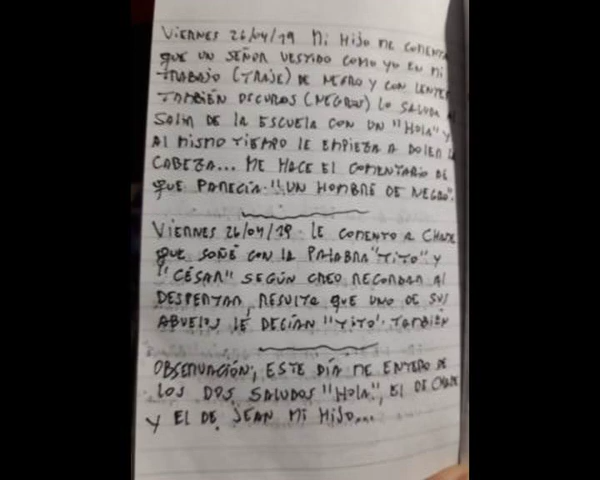 VIERNES 26/04/19 MI HIJO ME COMENTA
QUE UN SEÑOR VESTIDO COMO YO EN MI
TRABAJO (TRAJE) DE NEGRO Y CON LENTES
TAMBIÉN OSCUROS (NEGROS) LO SALUDA AL
SALIR DE LA ESCUELA CON UN "HOLA" Y
AL MISMO TIEMPO LE EMPIEZA A DOLER LA
CABEZA... ME HACE EL COMENTARIO DE
QUE PARECÍA "UN HOMBRE DE NEGRO".
VIERNES 26/04/19. LE COMENTO A
QUE SOÑÉ CON LA PALABRA "TITO" Y
"CÉSAR" SEGÚN CREO RECORDAR AL
DESPERTAR, RESULTA QUE UNO DE SUS
ABUELOS LE DECÍAN "TITO" TAMBIÉN
OBSERVACIÓN, ESTE DÍA ME ENTERO DE
LOS DOS SALUDOS "HOLA", EL DE
Y EL DE JEAN MI HIJO...